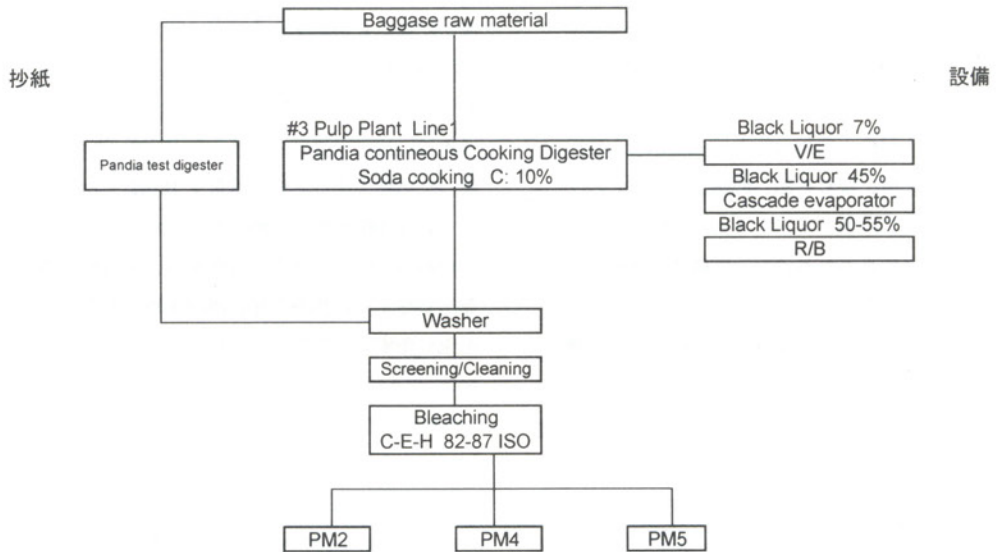 Baggase raw material
抄紙
設備
#3 Pulp Plant Line1
Black Liquor 7%
Pandia test digester
Pandia contineous Cooking Digester
Soda cooking C: 10%
V/E
Black Liquor 45%
Cascade evaporator
Black Liquor 50-55%
R/B
Washer
Screening/Cleaning
Bleaching
C-E-H 82-87 ISO
PM2
PM4
PM5